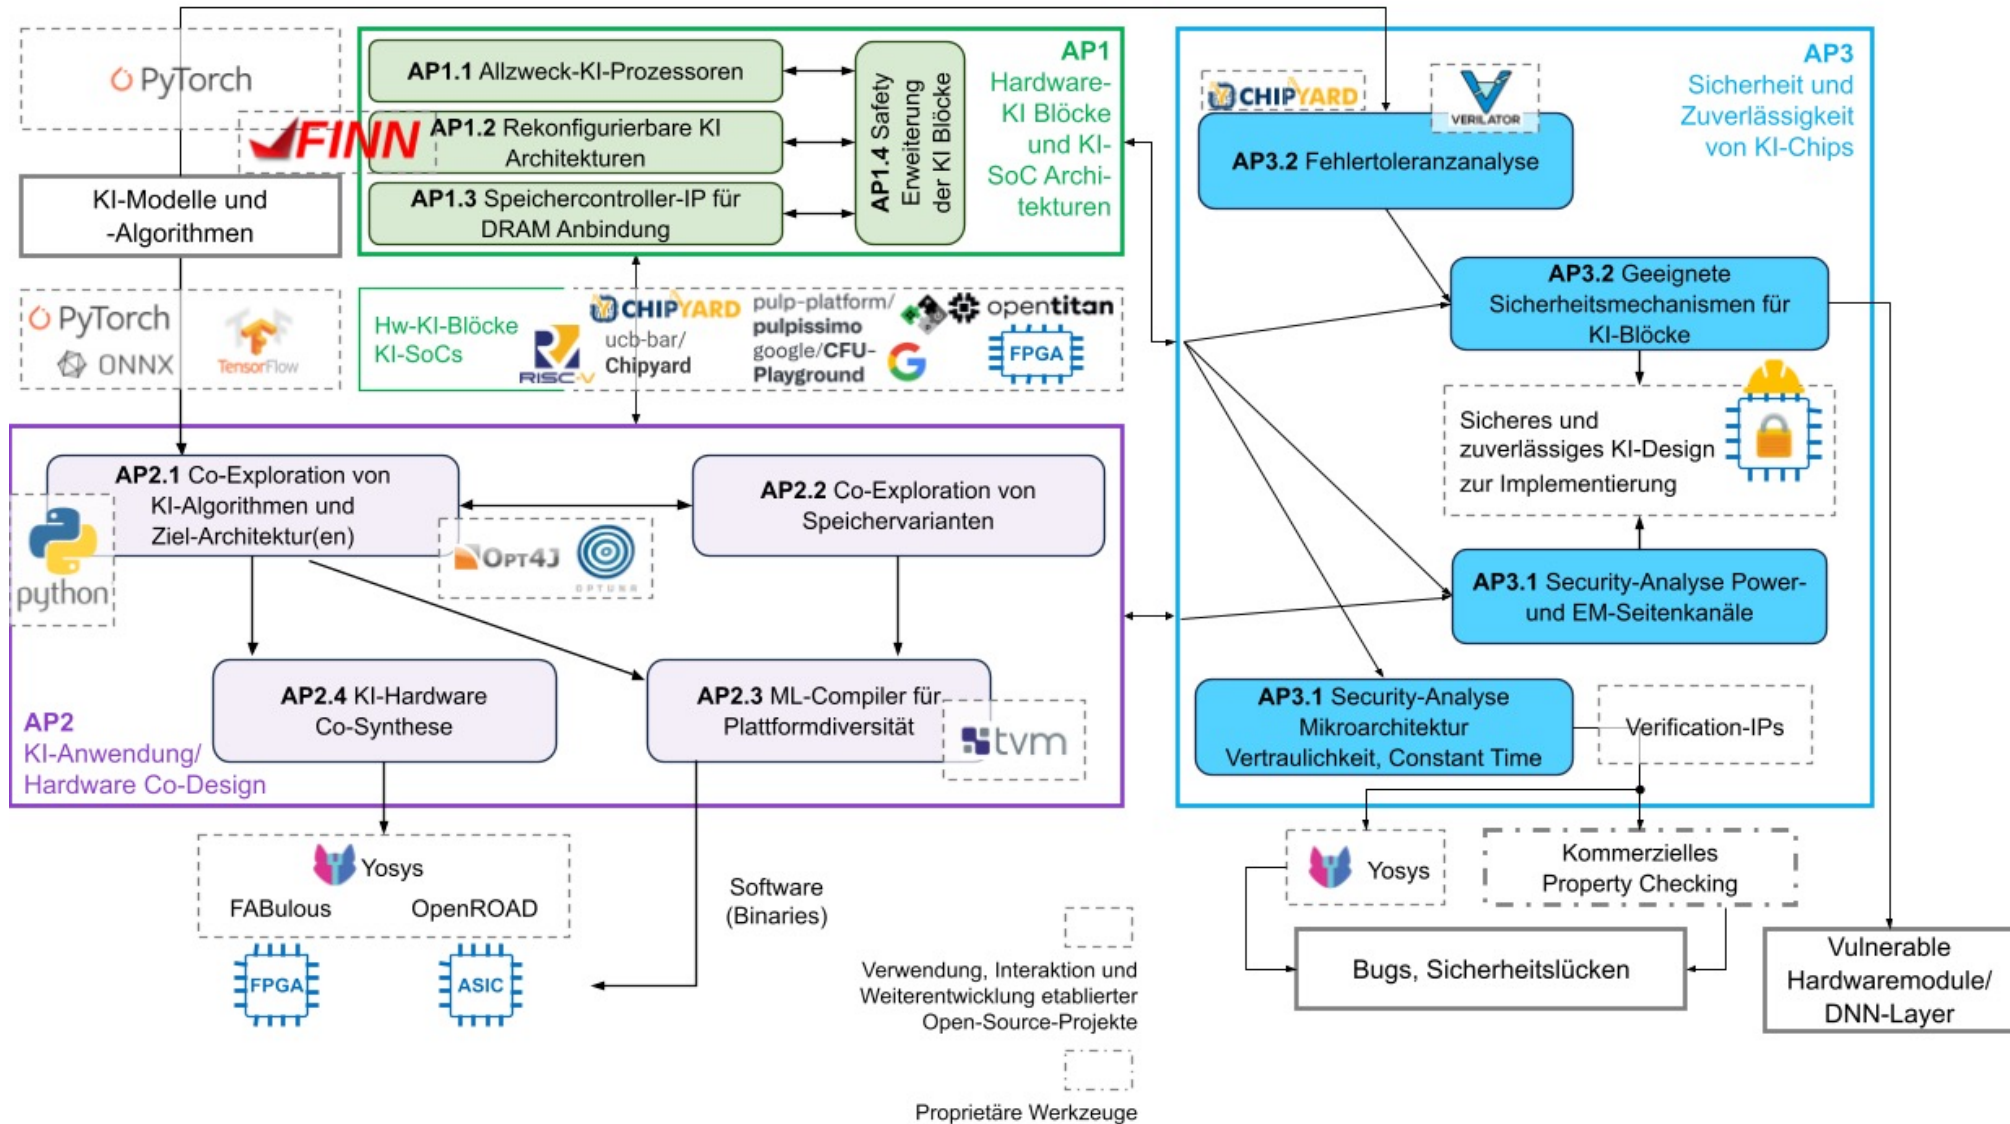 PyTorch
FINN
KI-Modelle und
-Algorithmen
PyTorch
ONNX
TensorFlow
AP1
Hardware-
KI Blöcke
und KI-
SoC Archi-
tekturen
AP1.1 Allzweck-KI-Prozessoren
AP1.2 Rekonfigurierbare KI
Architekturen
AP1.3 Speichercontroller-IP für
DRAM Anbindung
AP1.4 Safety
Erweiterung
der KI Blöcke
Hw-KI-Blöcke
KI-SoCs
RISC-V
CHIPYARD
ucb-bar/
Chipyard
pulp-platform/
pulpissimo
google/CFU-
Playground
opentitan
FPGA
AP2.1 Co-Exploration von
KI-Algorithmen und
Ziel-Architektur(en)
python
OPT4J
OPTUNA
AP2.2 Co-Exploration von
Speichervarianten
AP2.4 KI-Hardware
Co-Synthese
AP2.3 ML-Compiler für
Plattformdiversität
tvm
AP2
KI-Anwendung/
Hardware Co-Design
Yosys
FABulous
OpenROAD
FPGA
ASIC
Software
(Binaries)
Verwendung, Interaktion und
Weiterentwicklung etablierter
Open-Source-Projekte
Proprietäre Werkzeuge
AP3
Sicherheit und
Zuverlässigkeit
von KI-Chips
CHIPYARD
VERILATOR
AP3.2 Fehlertoleranzanalyse
AP3.2 Geeignete
Sicherheitsmechanismen für
KI-Blöcke
Sicheres und
zuverlässiges KI-Design
zur Implementierung
AP3.1 Security-Analyse Power-
und EM-Seitenkanäle
AP3.1 Security-Analyse
Mikroarchitektur
Vertraulichkeit, Constant Time
Verification-IPs
Yosys
Kommerzielles
Property Checking
Bugs, Sicherheitslücken
Vulnerable
Hardwaremodule/
DNN-Layer